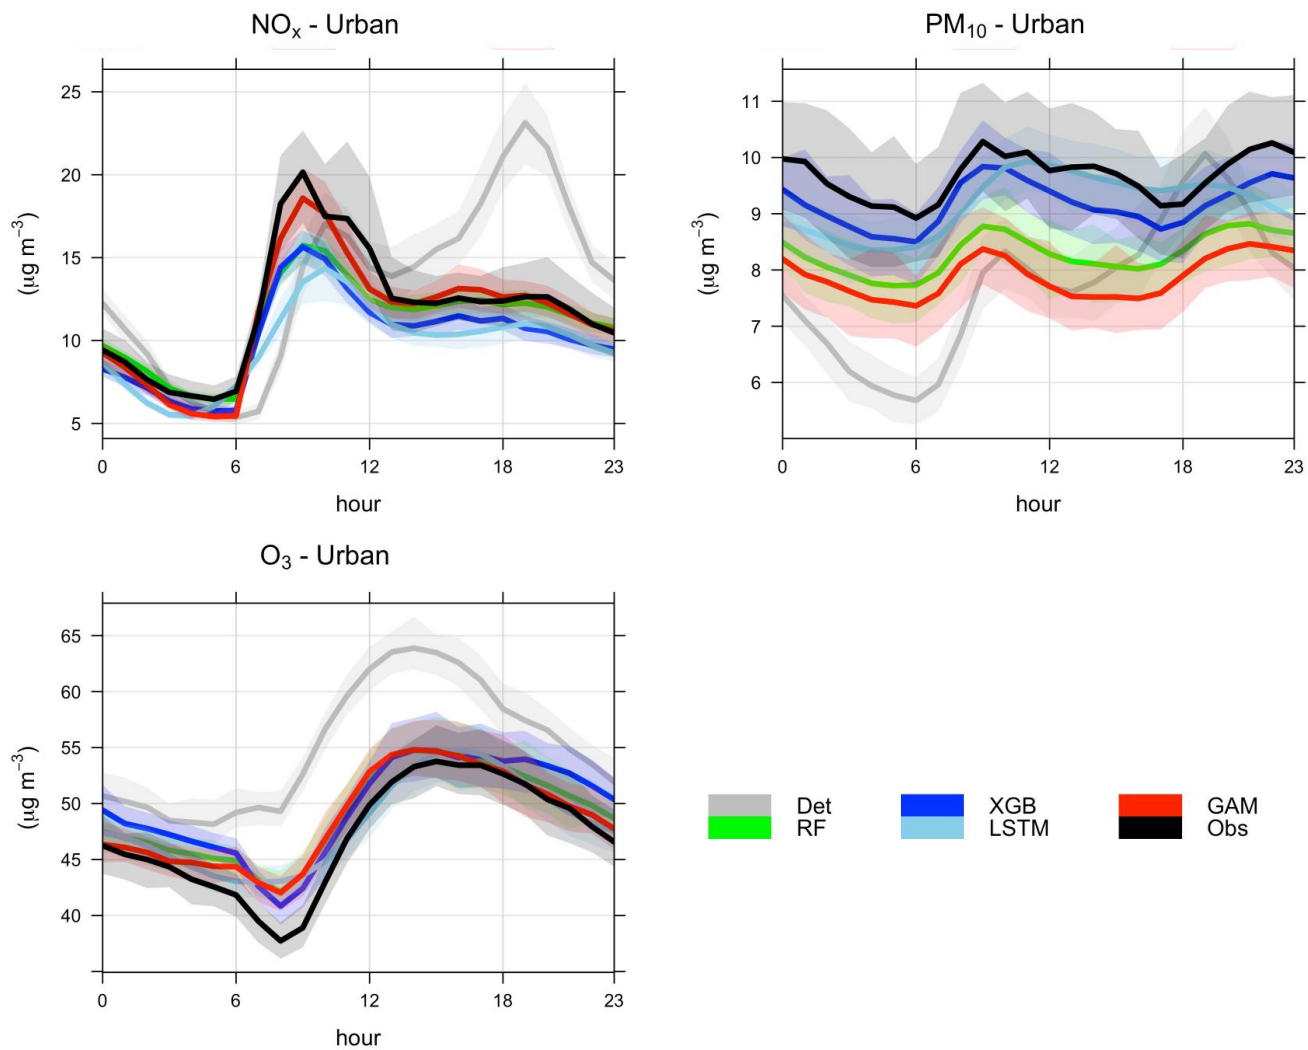 NOₓ - Urban
25
20
15
10
5
(μg m⁻³)
0 6 12 18 23
hour
PM₁₀ - Urban
11
10
9
8
7
6
(μg m⁻³)
0 6 12 18 23
hour
O₃ - Urban
65
60
55
50
45
40
(μg m⁻³)
0 6 12 18 23
hour
Det XGB GAM
RF LSTM Obs